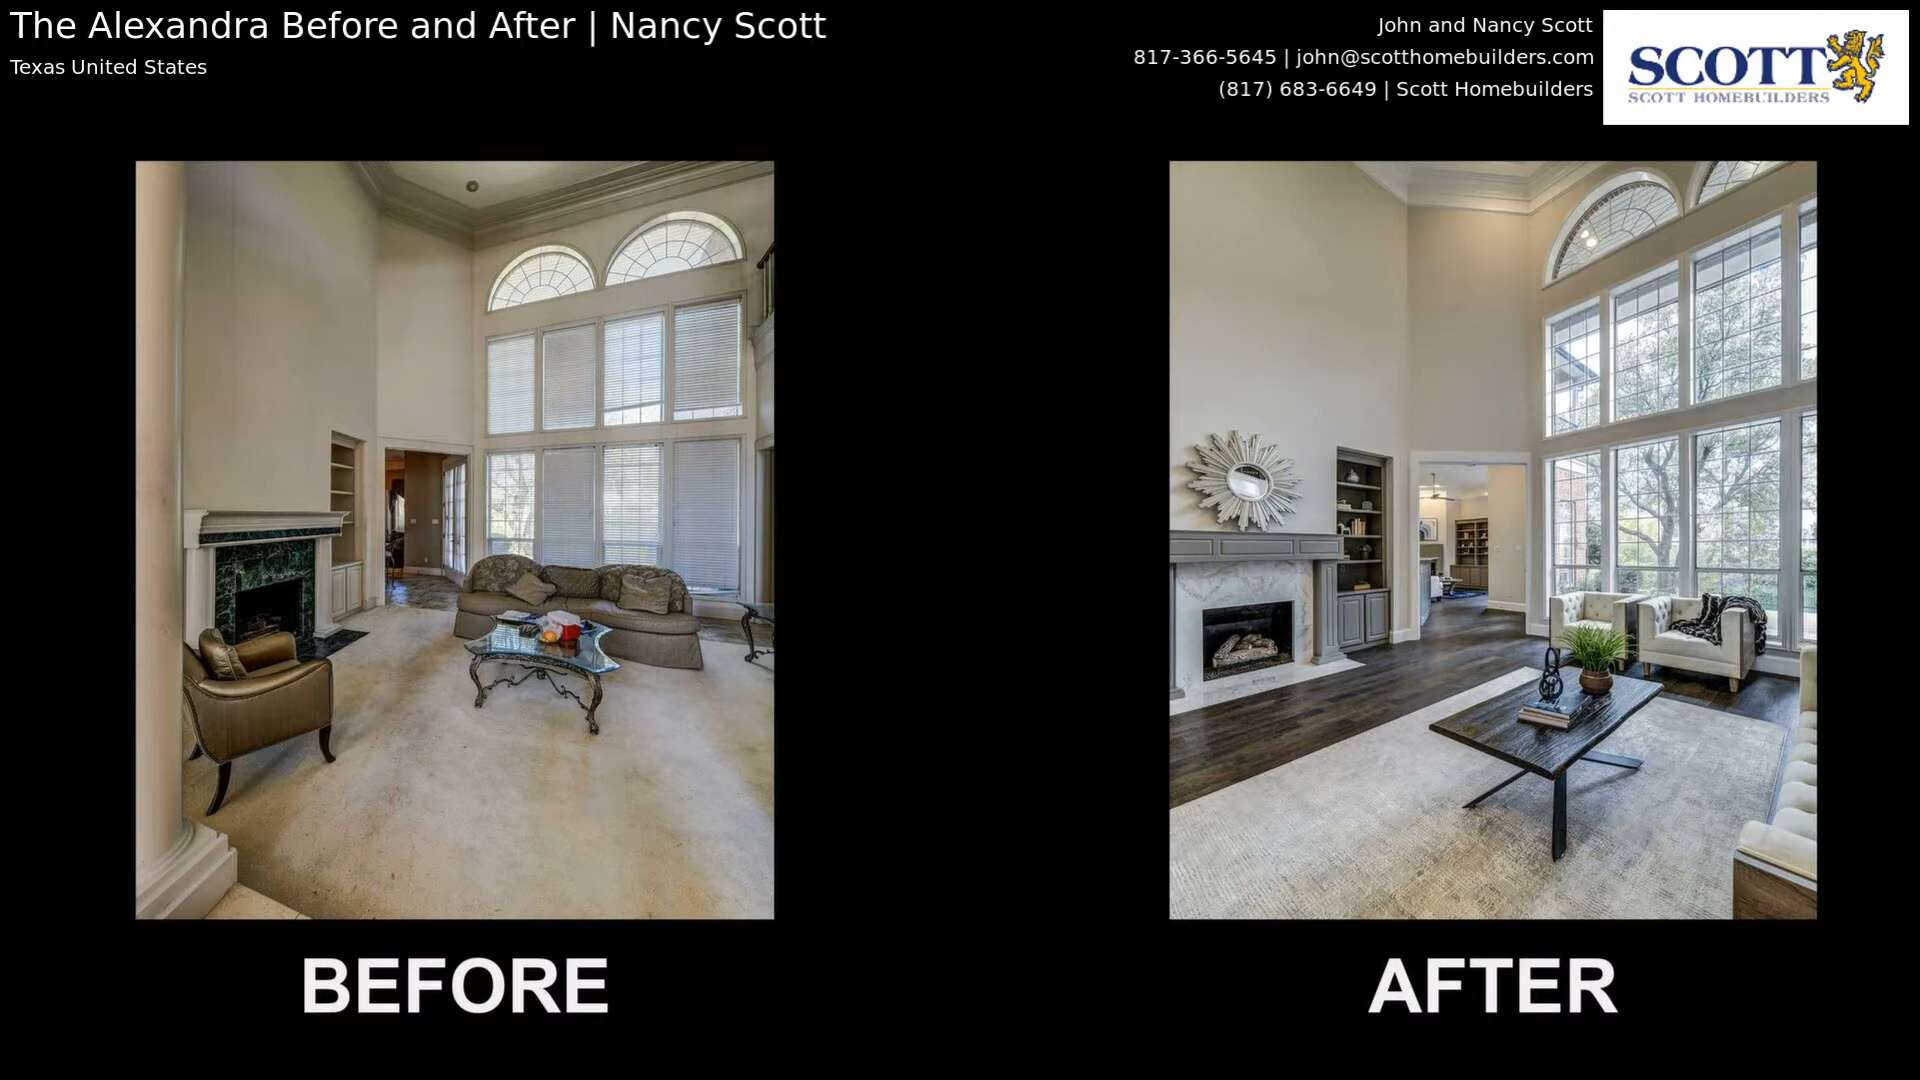 The Alexandra Before and After | Nancy Scott
Texas United States
John and Nancy Scott
817-366-5645 | john@scotthomebuilders.com
(817) 683-6649 | Scott Homebuilders
SCOTT
SCOTT HOMEBUILDERS
BEFORE
AFTER